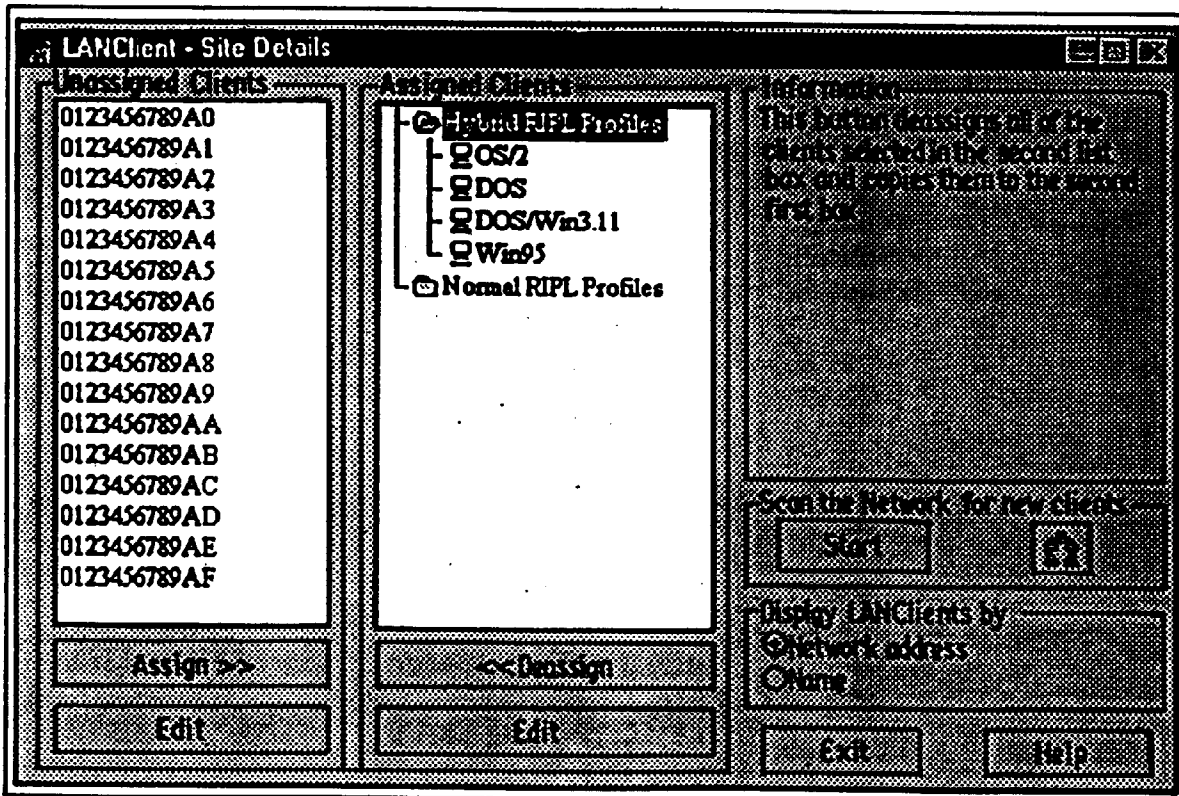 LANClient - Site Details
Unassigned Clients
0123456789A0
0123456789A1
0123456789A2
0123456789A3
0123456789A4
0123456789A5
0123456789A6
0123456789A7
0123456789A8
0123456789A9
0123456789AA
0123456789AB
0123456789AC
0123456789AD
0123456789AE
0123456789AF
Assign >>
Edit
Assigned Clients
Hybrid RIPL Profiles
OS/2
DOS
DOS/Win3.11
Win95
Normal RIPL Profiles
<<Deassign
Edit
Information
This button deassigns all of the
clients selected in the second list
box and copies them to the second
first box
Scan the Network for new clients
Start
Display LANClients by
Network address
Name
Exit
Help